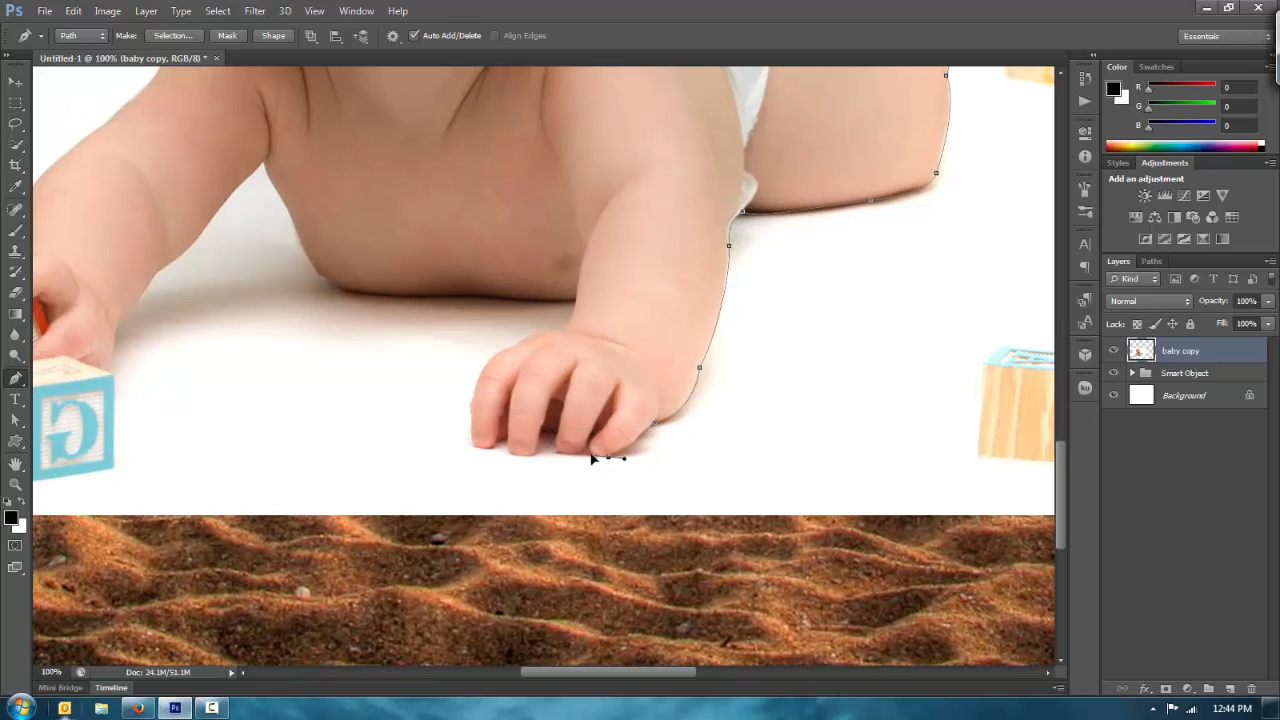 Ps File Edit Image Layer Type Select Filter 3D View Window Help
Path Make: Selection... Mask Shape Auto Add/Delete Align Edges Essentials
Untitled-1 @ 100% (baby copy, RGB/8) * ×
Color Swatches
R 0
G 0
B 0
Styles Adjustments
Add an adjustment
Layers Paths
Kind
Normal Opacity: 100%
Lock: Fill: 100%
baby copy
Smart Object
Background
G
ku
100% Doc: 24.1M/51.1M
Mini Bridge Timeline
Ps 12:44 PM